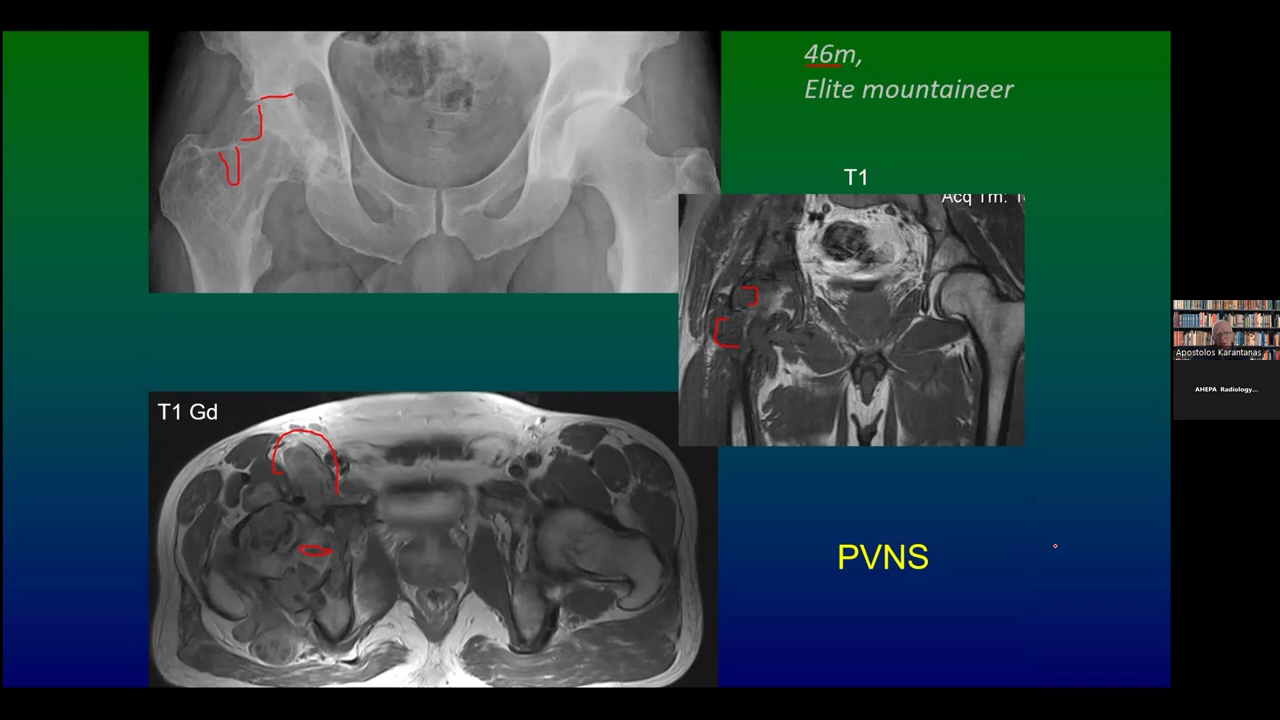 46m,
Elite mountaineer
T1
Acq Tm:
T1 Gd
PVNS
Apostolos Karantanas
AHEPA Radiology...